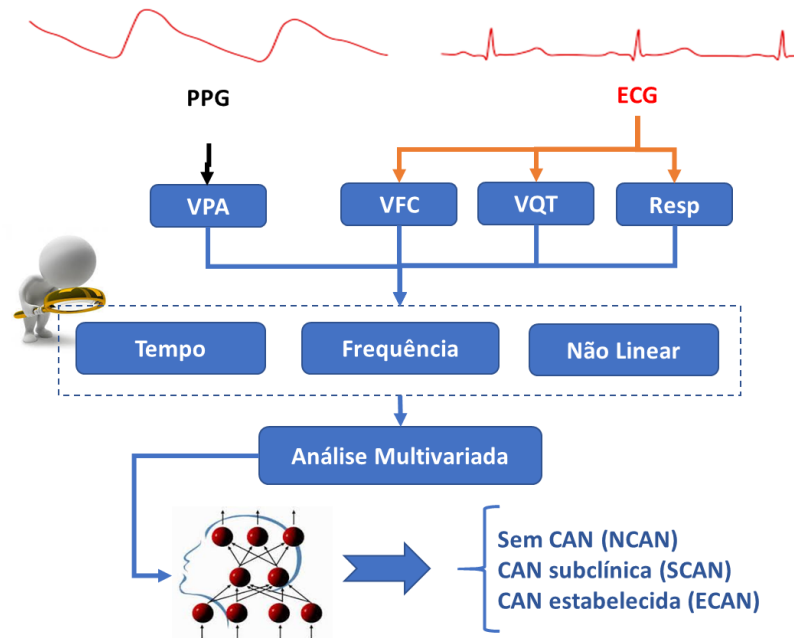 PPG
ECG
VPA
VFC
VQT
Resp
Tempo
Frequência
Não Linear
Análise Multivariada
Sem CAN (NCAN)
CAN subclínica (SCAN)
CAN estabelecida (ECAN)